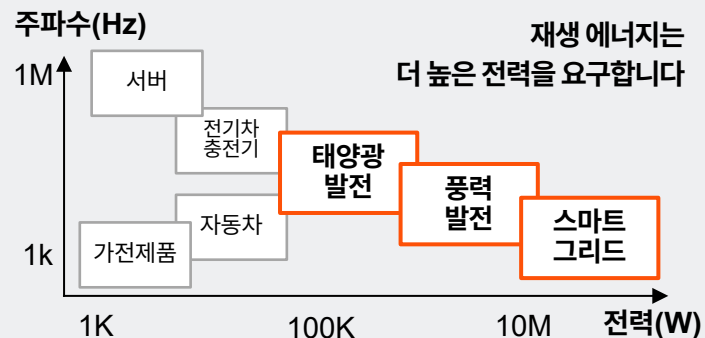 주파수(Hz)
재생 에너지는
더 높은 전력을 요구합니다
1M
서버
전기차
충전기
태양광
발전
풍력
발전
자동차
스마트
그리드
가전제품
1k
1K
100K
10M
전력(W)